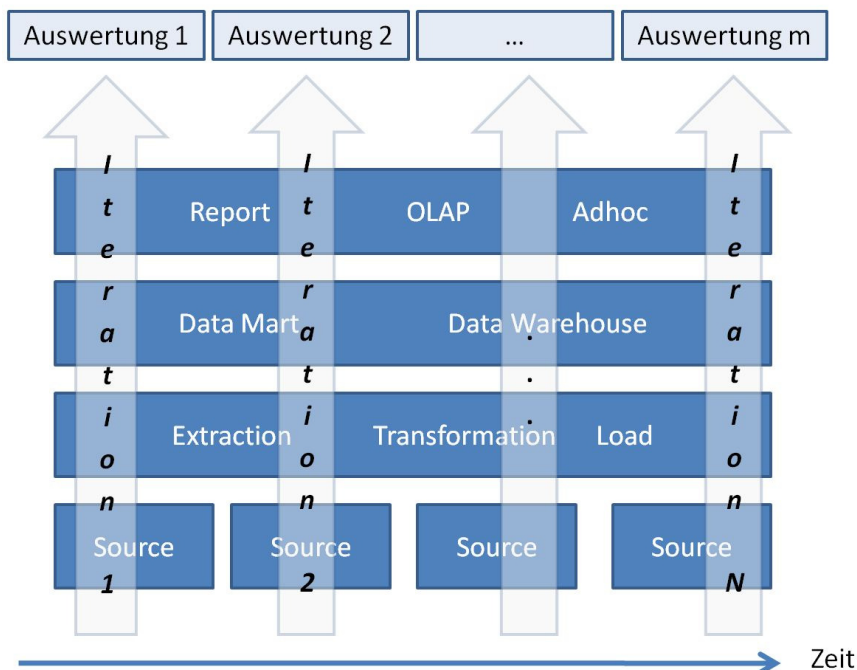 Auswertung 1
Auswertung 2
...
Auswertung m
Report OLAP Adhoc
Data Mart Data Warehouse
Extraction Transformation Load
Source
Source
Source
Source
Iteration 1
Iteration 2
...
Iteration N
Zeit